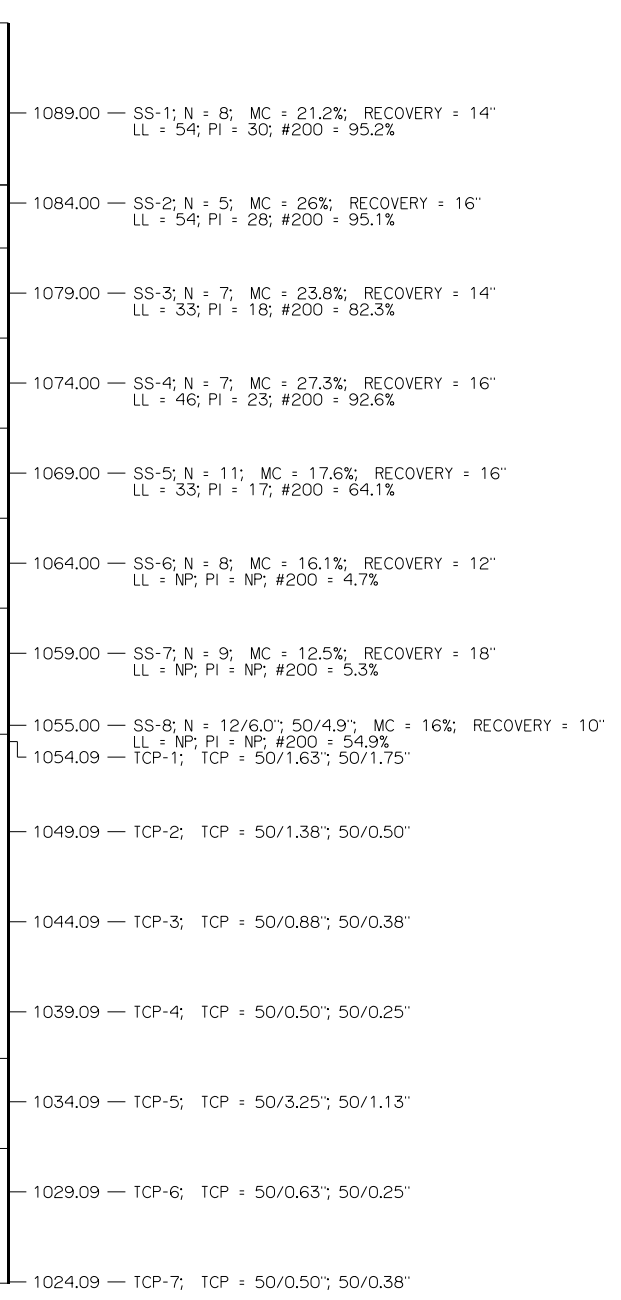 1089.00 — SS-1; N = 8; MC = 21.2%; RECOVERY = 14"
LL = 54; PI = 30; #200 = 95.2%
1084.00 — SS-2; N = 5; MC = 26%; RECOVERY = 16"
LL = 54; PI = 28; #200 = 95.1%
1079.00 — SS-3; N = 7; MC = 23.8%; RECOVERY = 14"
LL = 33; PI = 18; #200 = 82.3%
1074.00 — SS-4; N = 7; MC = 27.3%; RECOVERY = 16"
LL = 46; PI = 23; #200 = 92.6%
1069.00 — SS-5; N = 11; MC = 17.6%; RECOVERY = 16"
LL = 33; PI = 17; #200 = 64.1%
1064.00 — SS-6; N = 8; MC = 16.1%; RECOVERY = 12"
LL = NP; PI = NP; #200 = 4.7%
1059.00 — SS-7; N = 9; MC = 12.5%; RECOVERY = 18"
LL = NP; PI = NP; #200 = 5.3%
1055.00 — SS-8; N = 12/6.0"; 50/4.9"; MC = 16%; RECOVERY = 10"
LL = NP; PI = NP; #200 = 54.9%
1054.09 — TCP-1; TCP = 50/1.63"; 50/1.75"
1049.09 — TCP-2; TCP = 50/1.38"; 50/0.50"
1044.09 — TCP-3; TCP = 50/0.88"; 50/0.38"
1039.09 — TCP-4; TCP = 50/0.50"; 50/0.25"
1034.09 — TCP-5; TCP = 50/3.25"; 50/1.13"
1029.09 — TCP-6; TCP = 50/0.63"; 50/0.25"
1024.09 — TCP-7; TCP = 50/0.50"; 50/0.38"